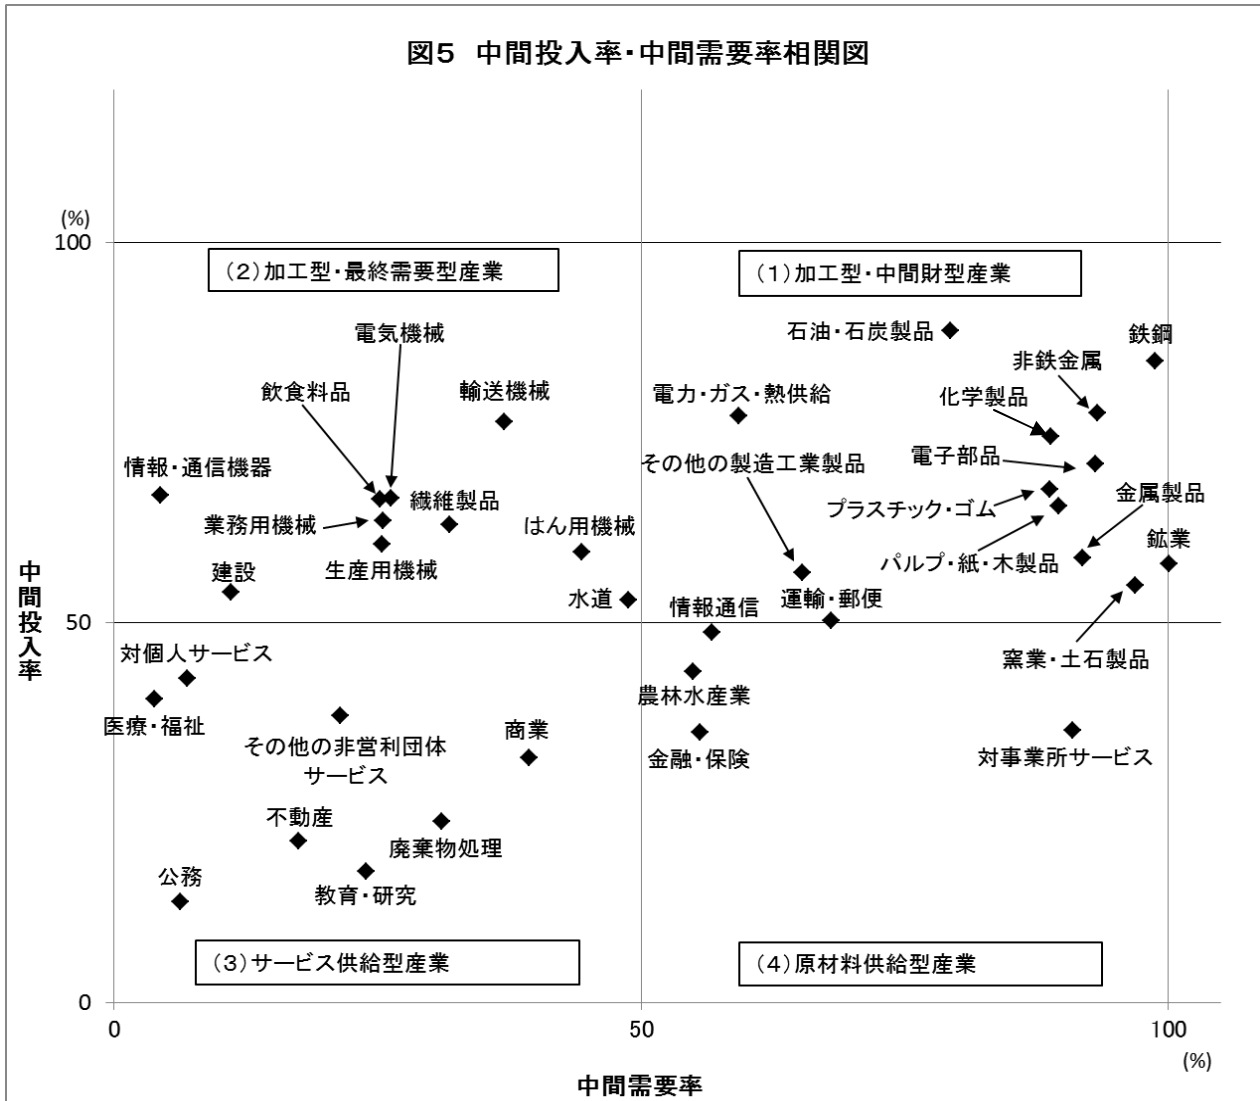 図5 中間投入率・中間需要率相関図
(%)
100
(2)加工型・最終需要型産業
(1)加工型・中間財型産業
電気機械
石油・石炭製品
鉄鋼
非鉄金属
飲食料品
輸送機械
電力・ガス・熱供給
化学製品
情報・通信機器
その他の製造工業製品
電子部品
業務用機械
繊維製品
プラスチック・ゴム
金属製品
はん用機械
鉱業
建設
生産用機械
パルプ・紙・木製品
水道
情報通信
運輸・郵便
50
対個人サービス
窯業・土石製品
医療・福祉
農林水産業
その他の非営利団体
サービス
商業
金融・保険
対事業所サービス
不動産
廃棄物処理
公務
教育・研究
(3)サービス供給型産業
(4)原材料供給型産業
0
0
50
100
(%)
中間投入率
中間需要率